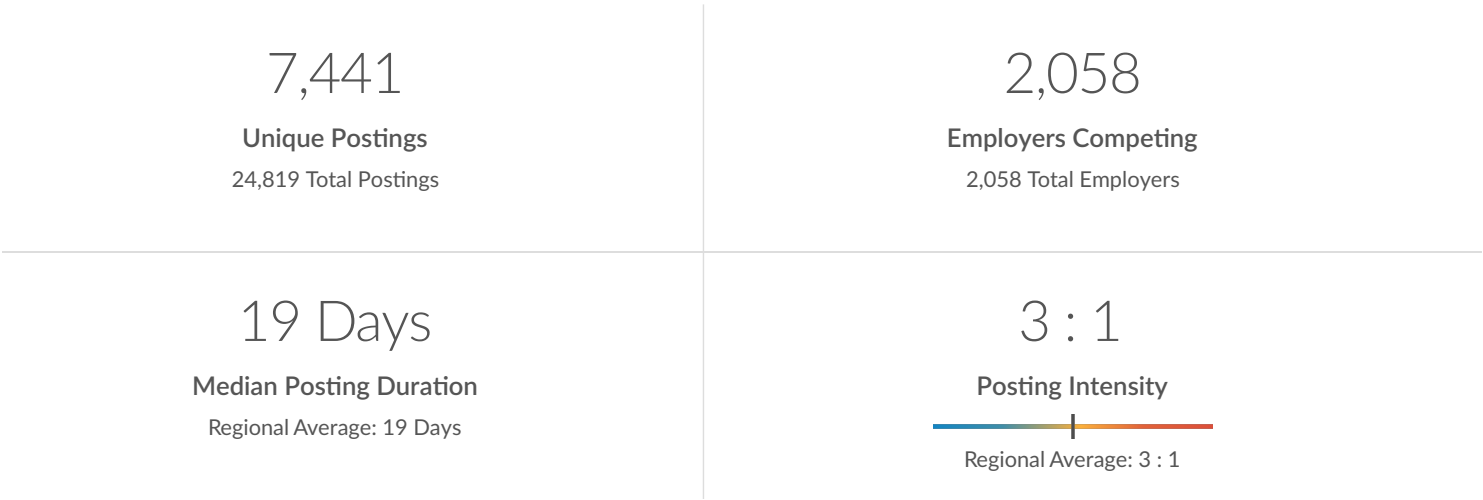 7,441
Unique Postings
24,819 Total Postings
2,058
Employers Competing
2,058 Total Employers
19 Days
Median Posting Duration
Regional Average: 19 Days
3 : 1
Posting Intensity
Regional Average: 3 : 1